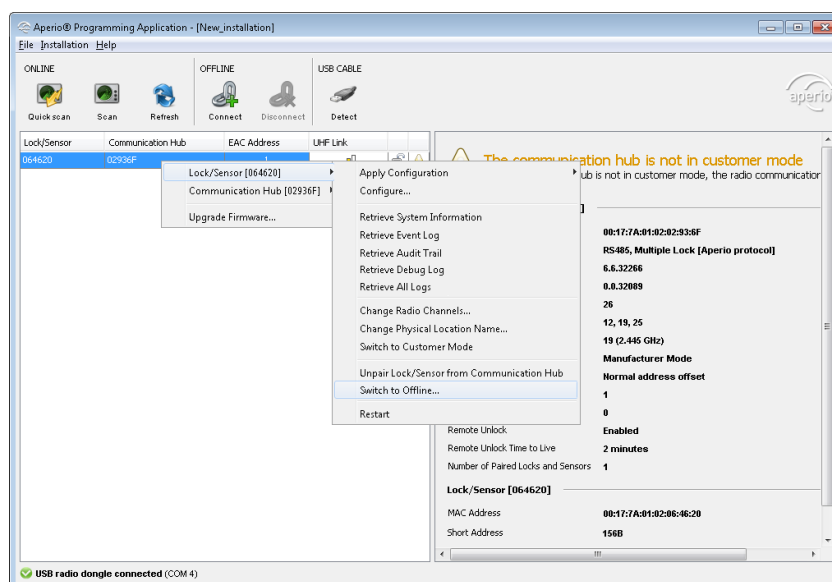 Aperio® Programming Application - [New_installation]
File Installation Help
ONLINE OFFLINE USB CABLE
Quick scan Scan Refresh Connect Disconnect Detect
aperio
Lock/Sensor Communication Hub EAC Address UHF Link
064620 02936F 1
The communication hub is not in customer mode
ub is not in customer mode, the radio communication
Lock/Sensor [064620]
Communication Hub [02936F]
Upgrade Firmware...
Apply Configuration
Configure...
Retrieve System Information
Retrieve Event Log
Retrieve Audit Trail
Retrieve Debug Log
Retrieve All Logs
Change Radio Channels...
Change Physical Location Name...
Switch to Customer Mode
Unpair Lock/Sensor from Communication Hub
Switch to Offline...
Restart
]
00:17:7A:01:02:02:93:6F
RS485, Multiple Lock [Aperio protocol]
6.6.32266
0.0.32089
26
12, 19, 25
19 (2.445 GHz)
Manufacturer Mode
Normal address offset
1
0
Remote Unlock Enabled
Remote Unlock Time to Live 2 minutes
Number of Paired Locks and Sensors 1
Lock/Sensor [064620]
MAC Address 00:17:7A:01:02:06:46:20
Short Address 156B
USB radio dongle connected (COM 4)